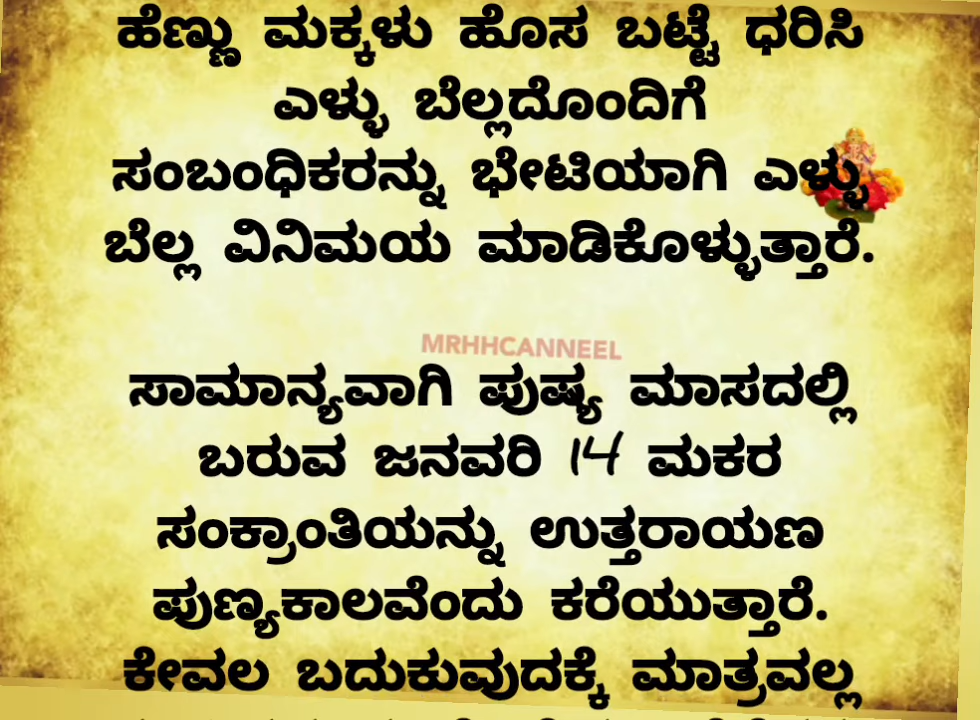 ಹೆಣ್ಣು ಮಕ್ಕಳು ಹೊಸ ಬಟ್ಟೆ ಧರಿಸಿ
ಎಳ್ಳು ಬೆಲ್ಲದೊಂದಿಗೆ
ಸಂಬಂಧಿಕರನ್ನು ಭೇಟಿಯಾಗಿ ಎಳ್ಳು
ಬೆಲ್ಲ ವಿನಿಮಯ ಮಾಡಿಕೊಳ್ಳುತ್ತಾರೆ.
MRHHCANNEEL
ಸಾಮಾನ್ಯವಾಗಿ ಪುಷ್ಯ ಮಾಸದಲ್ಲಿ
ಬರುವ ಜನವರಿ 14 ಮಕರ
ಸಂಕ್ರಾಂತಿಯನ್ನು ಉತ್ತರಾಯಣ
ಪುಣ್ಯಕಾಲವೆಂದು ಕರೆಯುತ್ತಾರೆ.
ಕೇವಲ ಬದುಕುವುದಕ್ಕೆ ಮಾತ್ರವಲ್ಲ